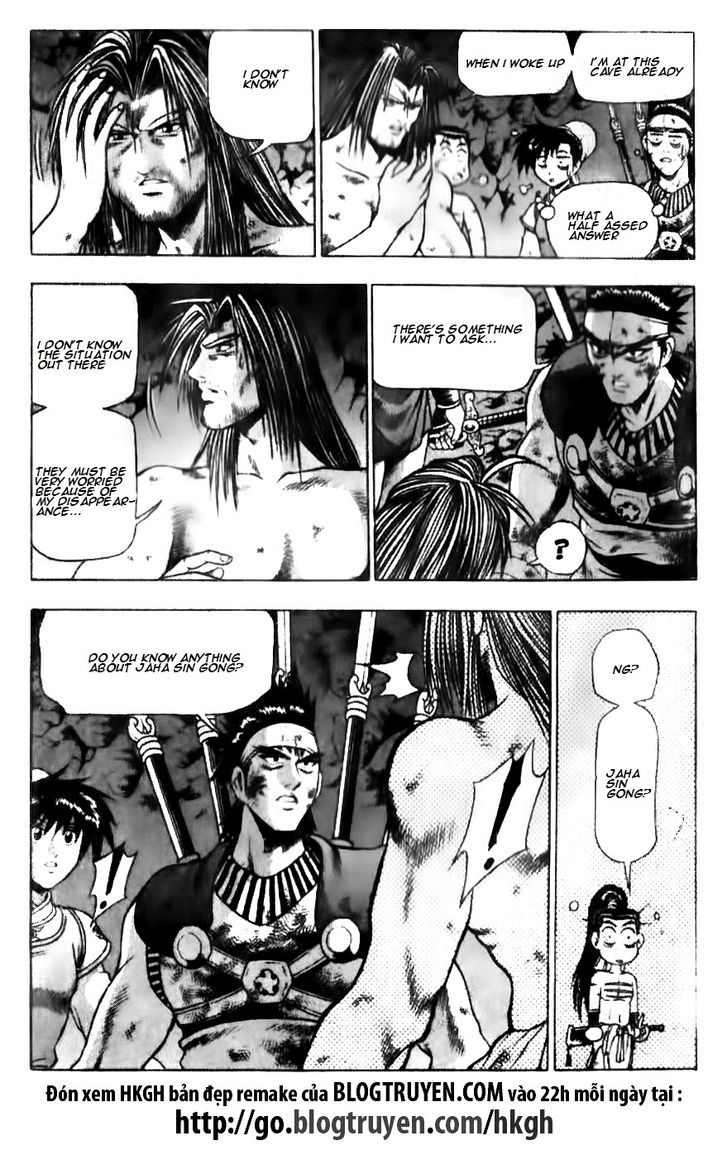 I DON'T
KNOW
WHEN I WOKE UP
I'M AT THIS
CAVE ALREADY
WHAT A
HALF ASSED
ANSWER
I DON'T KNOW
THE SITUATION
OUT THERE
THEY MUST BE
VERY WORRIED
BECAUSE OF
MY DISAPPEAR-
ANCE...
THERE'S SOMETHING
I WANT TO ASK...
?
DO YOU KNOW ANYTHING
ABOUT JAHA SIN GONG?
!
!
NG?
JAHA
SIN
GONG?
Đón xem HKGH bản đẹp remake của BLOGTRUYEN.COM vào 22h mỗi ngày tại :
http://go.blogtruyen.com/hkgh